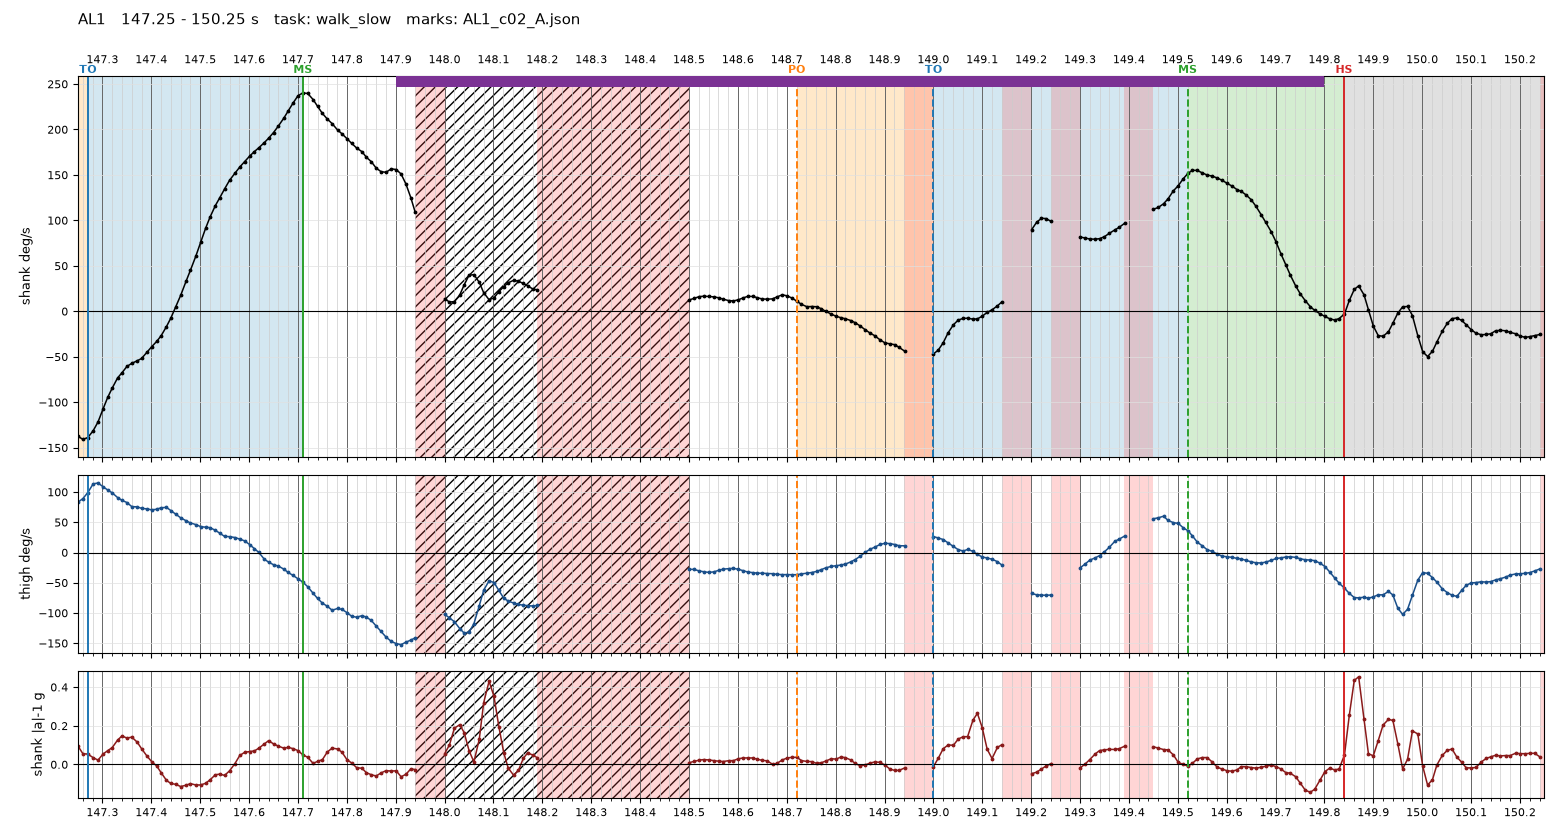 AL1   147.25 - 150.25 s   task: walk_slow   marks: AL1_c02_A.json
147.3 147.4 147.5 147.6 147.7 147.8 147.9 148.0 148.1 148.2 148.3 148.4 148.5 148.6 148.7 148.8 148.9 149.0 149.1 149.2 149.3 149.4 149.5 149.6 149.7 149.8 149.9 150.0 150.1 150.2
TO MS PO TO MS HS
250
200
150
100
50
0
−50
−100
−150
shank deg/s
100
50
0
−50
−100
−150
thigh deg/s
0.4
0.2
0.0
shank |a|-1 g
147.3 147.4 147.5 147.6 147.7 147.8 147.9 148.0 148.1 148.2 148.3 148.4 148.5 148.6 148.7 148.8 148.9 149.0 149.1 149.2 149.3 149.4 149.5 149.6 149.7 149.8 149.9 150.0 150.1 150.2